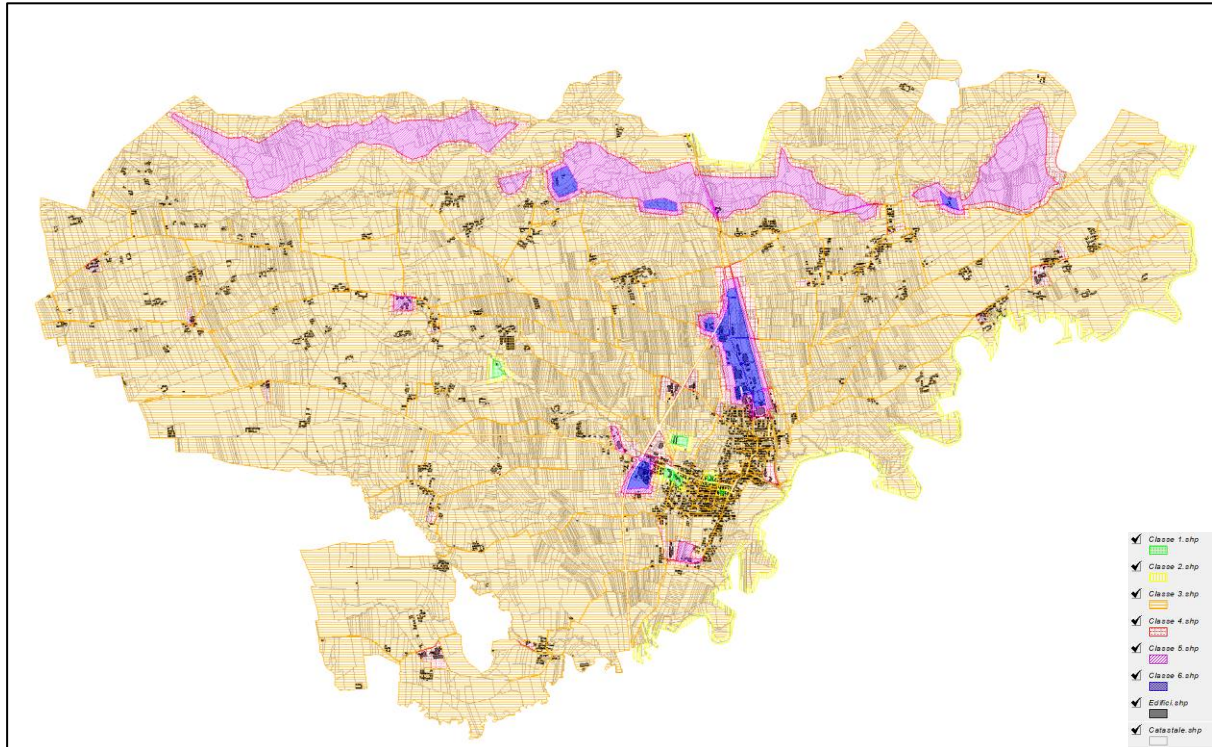 Classe 1.shp
Classe 2.shp
Classe 3.shp
Classe 4.shp
Classe 5.shp
Classe 6.shp
Edifici.shp
Catastale.shp